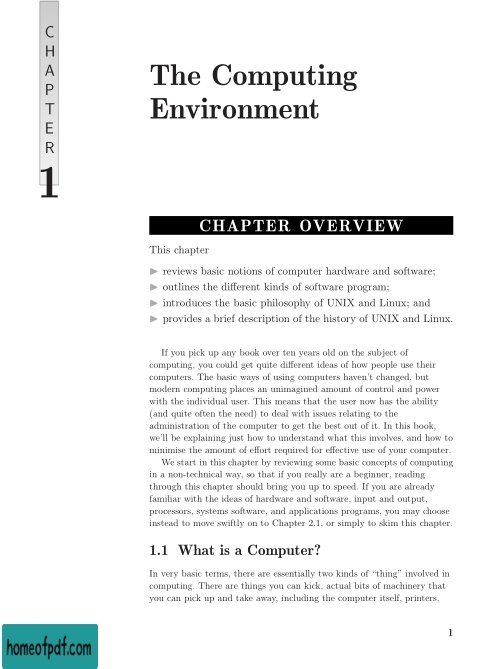 CHAPTER
1
The Computing
Environment
CHAPTER OVERVIEW
This chapter
▶ reviews basic notions of computer hardware and software;
▶ outlines the different kinds of software program;
▶ introduces the basic philosophy of UNIX and Linux; and
▶ provides a brief description of the history of UNIX and Linux.
If you pick up any book over ten years old on the subject of
computing, you could get quite different ideas of how people use their
computers. The basic ways of using computers haven't changed, but
modern computing places an unimagined amount of control and power
with the individual user. This means that the user now has the ability
(and quite often the need) to deal with issues relating to the
administration of the computer to get the best out of it. In this book,
we'll be explaining just how to understand what this involves, and how to
minimise the amount of effort required for effective use of your computer.
We start in this chapter by reviewing some basic concepts of computing
in a non-technical way, so that if you really are a beginner, reading
through this chapter should bring you up to speed. If you are already
familiar with the ideas of hardware and software, input and output,
processors, systems software, and applications programs, you may choose
instead to move swiftly on to Chapter 2.1, or simply to skim this chapter.
1.1 What is a Computer?
In very basic terms, there are essentially two kinds of “thing” involved in
computing. There are things you can kick, actual bits of machinery that
you can pick up and take away, including the computer itself, printers,
1
homeofpdf.com